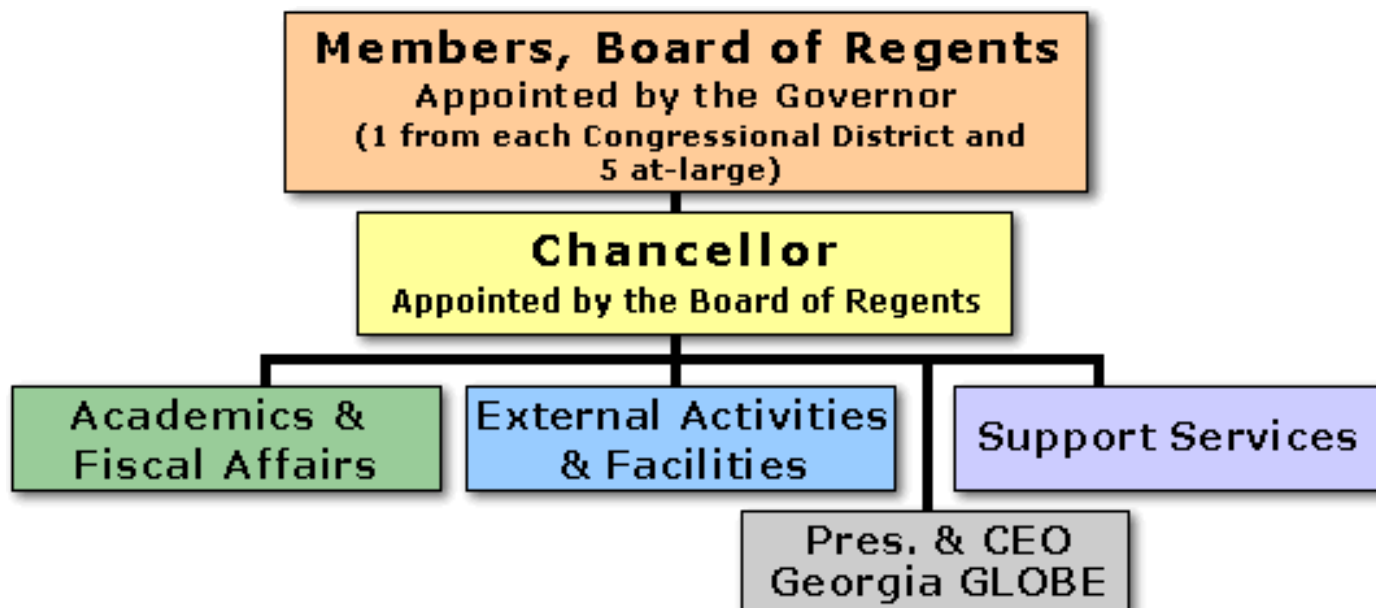 Members, Board of Regents
Appointed by the Governor
(1 from each Congressional District and
5 at-large)
Chancellor
Appointed by the Board of Regents
Academics &
Fiscal Affairs
External Activities
& Facilities
Support Services
Pres. & CEO
Georgia GLOBE